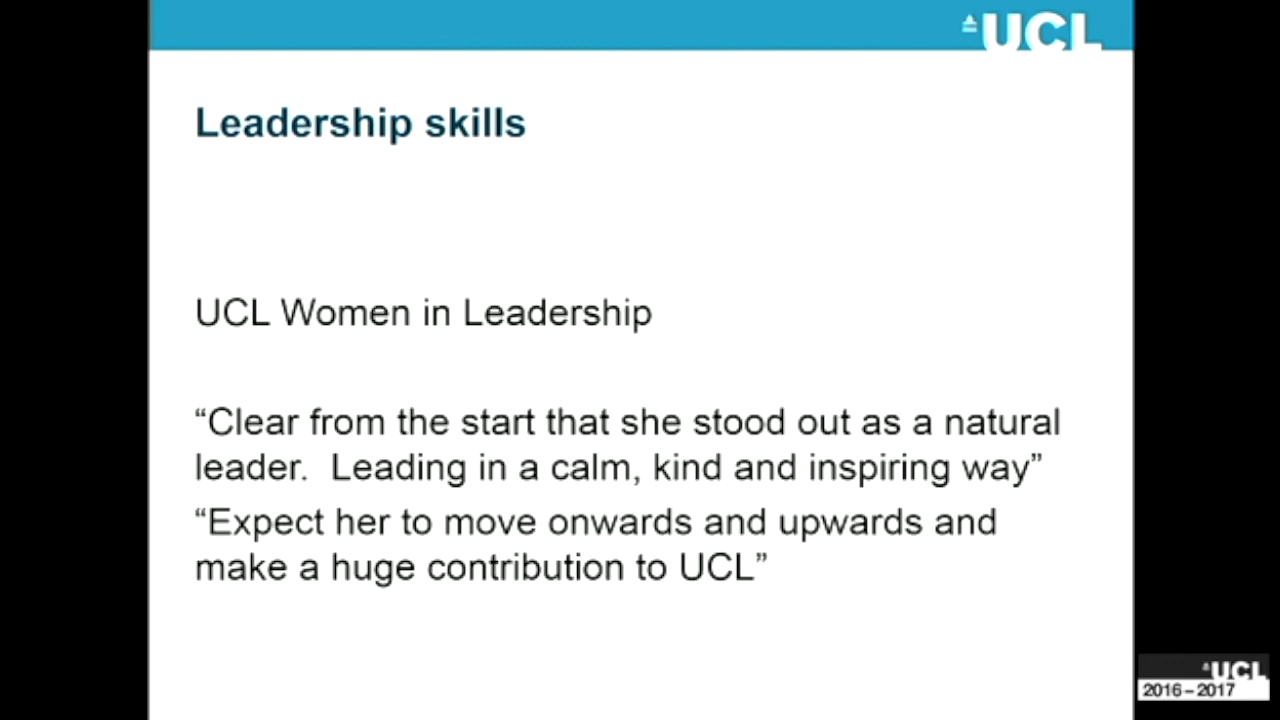 UCL
Leadership skills
UCL Women in Leadership
“Clear from the start that she stood out as a natural
leader.  Leading in a calm, kind and inspiring way”
“Expect her to move onwards and upwards and
make a huge contribution to UCL”
UCL
2016–2017